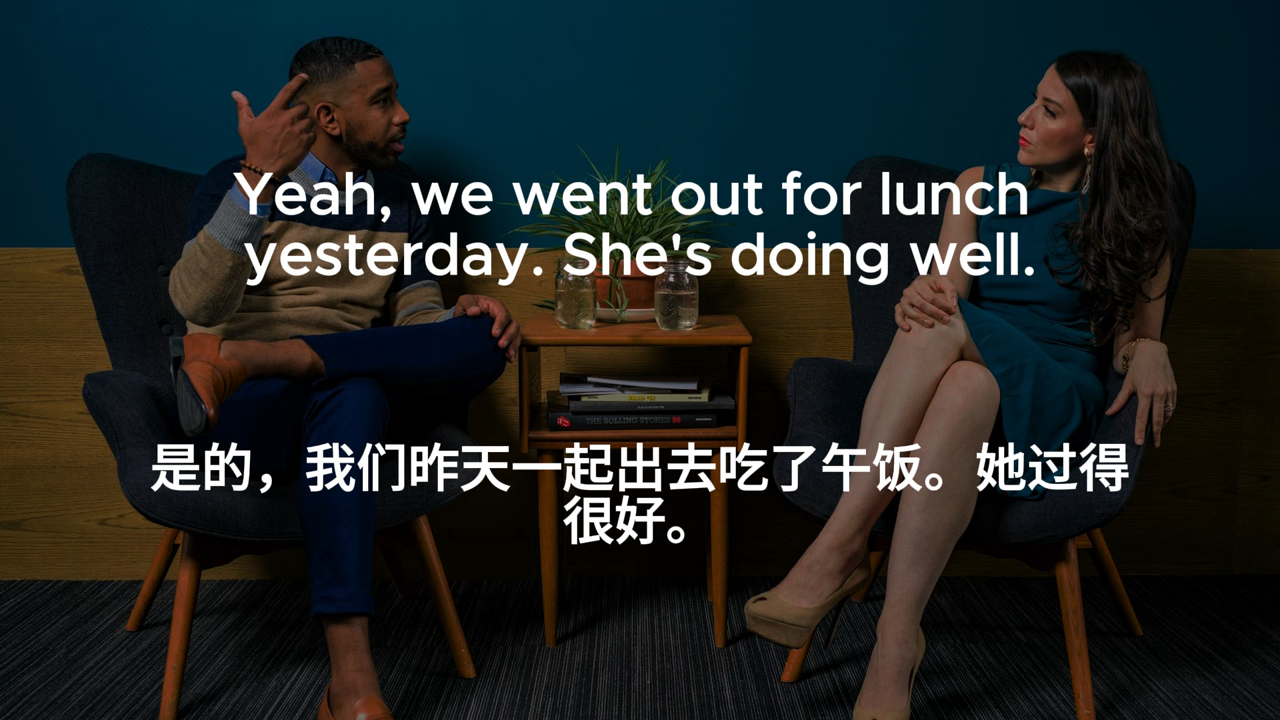 Yeah, we went out for lunch
yesterday. She's doing well.
THE ROLLING STONES
是的，我们昨天一起出去吃了午饭。她过得
很好。